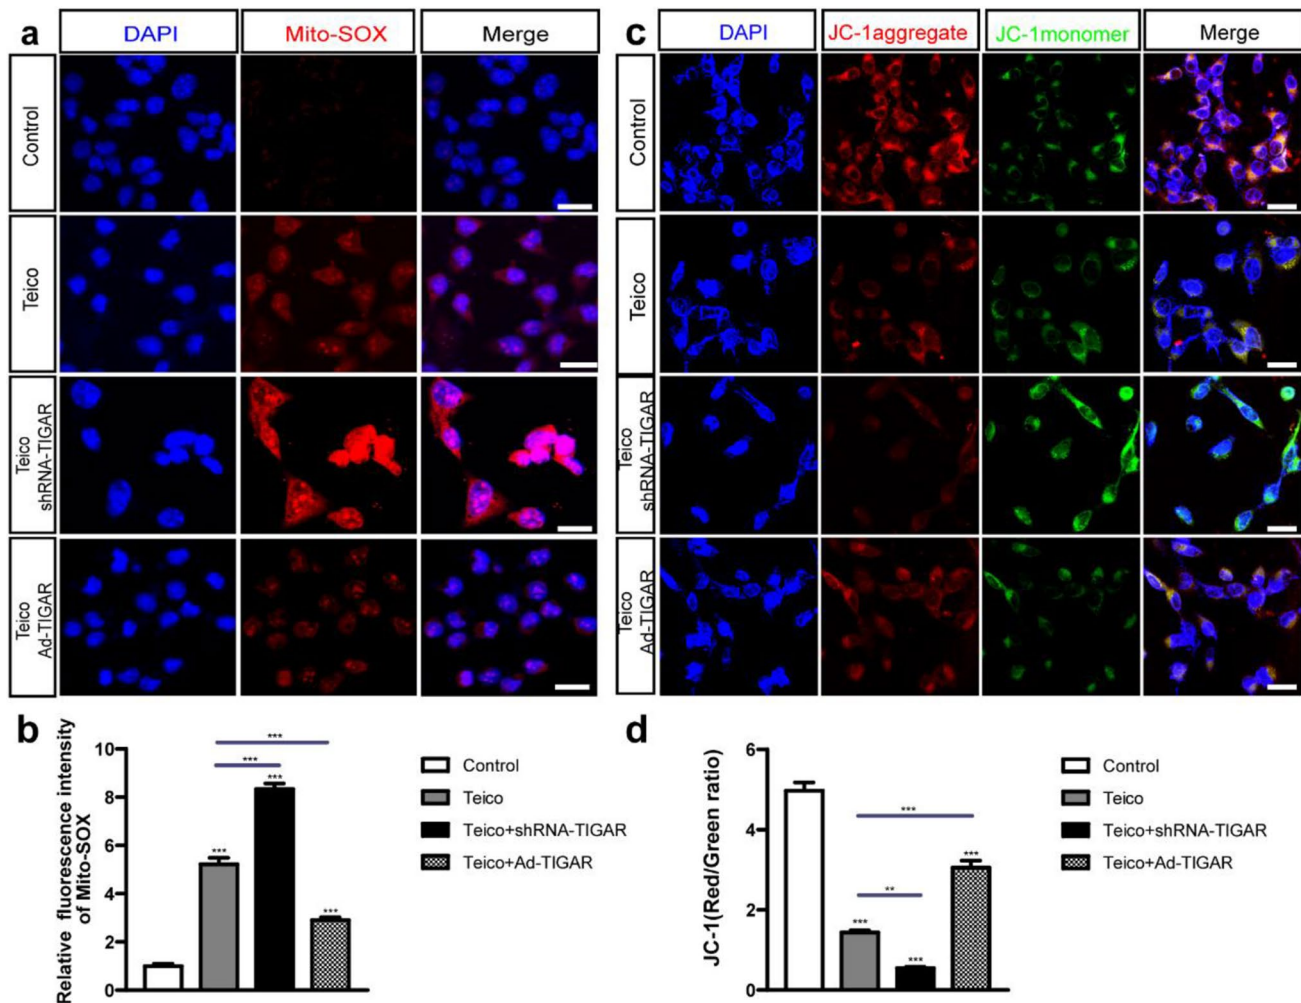 a
DAPI
Mito-SOX
Merge
Control
Teico
Teico
shRNA-TIGAR
Teico
Ad-TIGAR
c
DAPI
JC-1aggregate
JC-1monomer
Merge
Control
Teico
Teico
shRNA-TIGAR
Teico
Ad-TIGAR
b
Relative fluorescence intensity
of Mito-SOX
10
8
6
4
2
0
***
***
***
***
***
Control
Teico
Teico+shRNA-TIGAR
Teico+Ad-TIGAR
d
JC-1(Red/Green ratio)
6
4
2
0
***
***
**
***
***
Control
Teico
Teico+shRNA-TIGAR
Teico+Ad-TIGAR